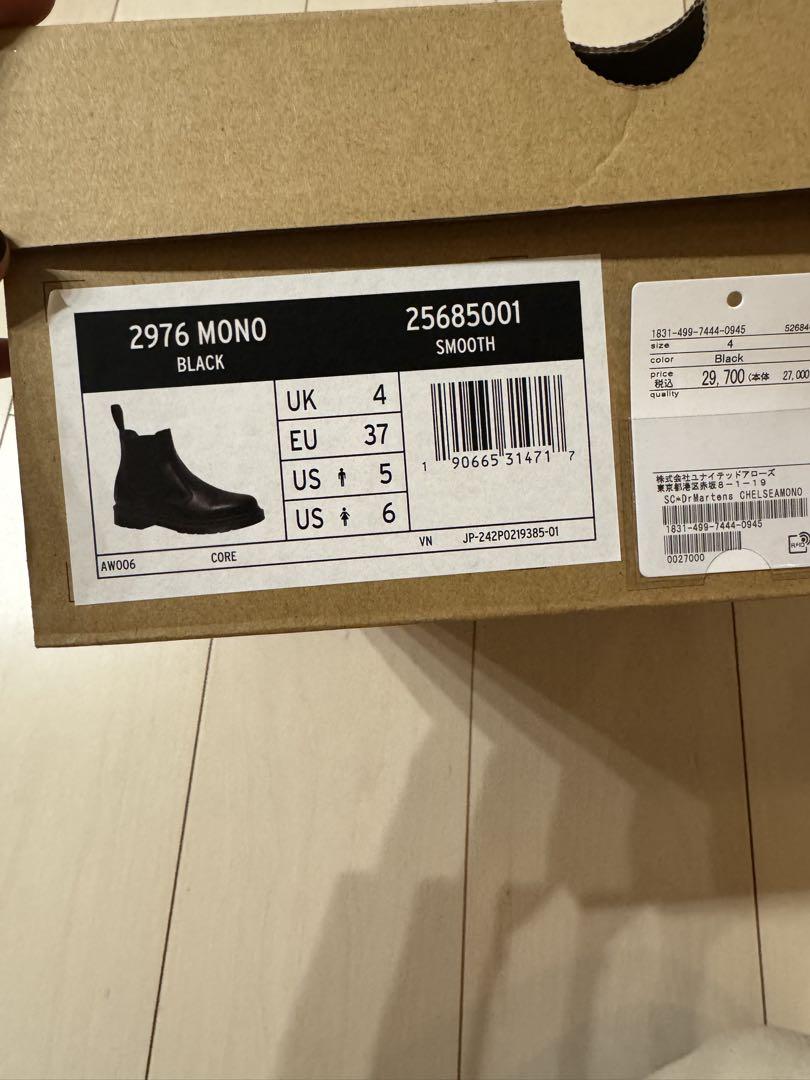 2976 MONO
BLACK
25685001
SMOOTH
UK 4
EU 37
US 5
US 6
1 90665 31471 7
AW006 CORE VN JP-242P0219385-01
1831-499-7444-0945
size 4
color Black
price 税込 29,700 (本体 27,000
quality
株式会社ユナイテッドアローズ
東京都港区赤坂8-1-19
SC*DrMartens CHELSEAMONO
1831-499-7444-0945
0027000
RFID